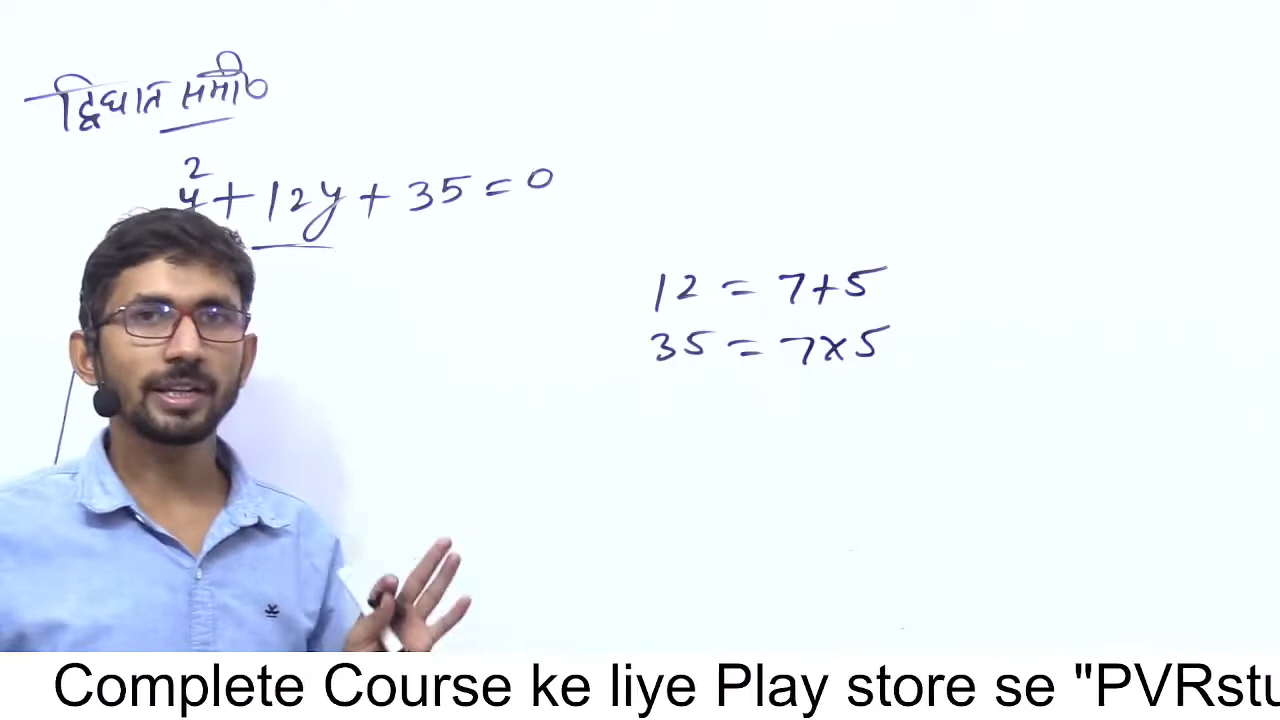 द्विघात समी०
y² + 12y + 35 = 0
12 = 7+5
35 = 7×5
Complete Course ke liye Play store se "PVRstu